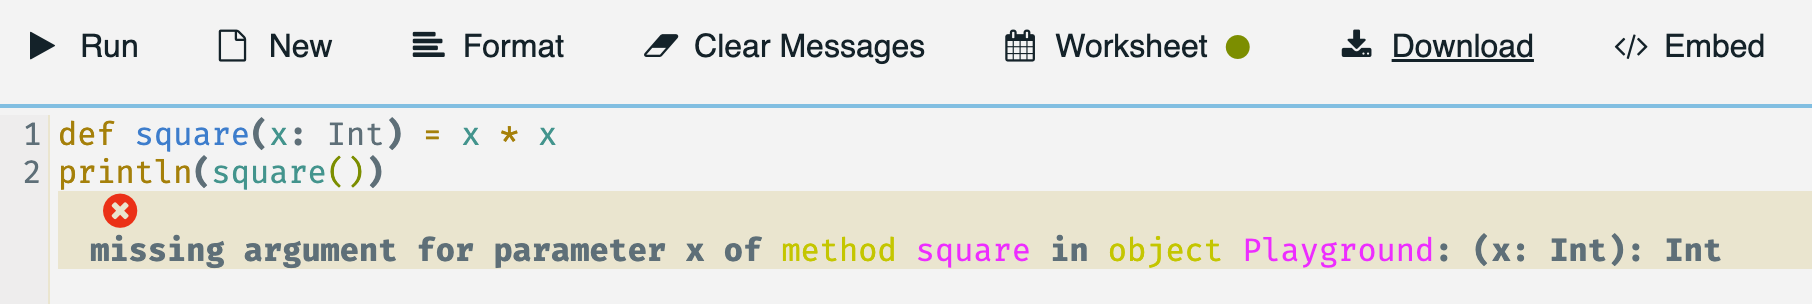 Run New Format Clear Messages Worksheet Download </> Embed
1 def square(x: Int) = x * x
2 println(square())
missing argument for parameter x of method square in object Playground: (x: Int): Int